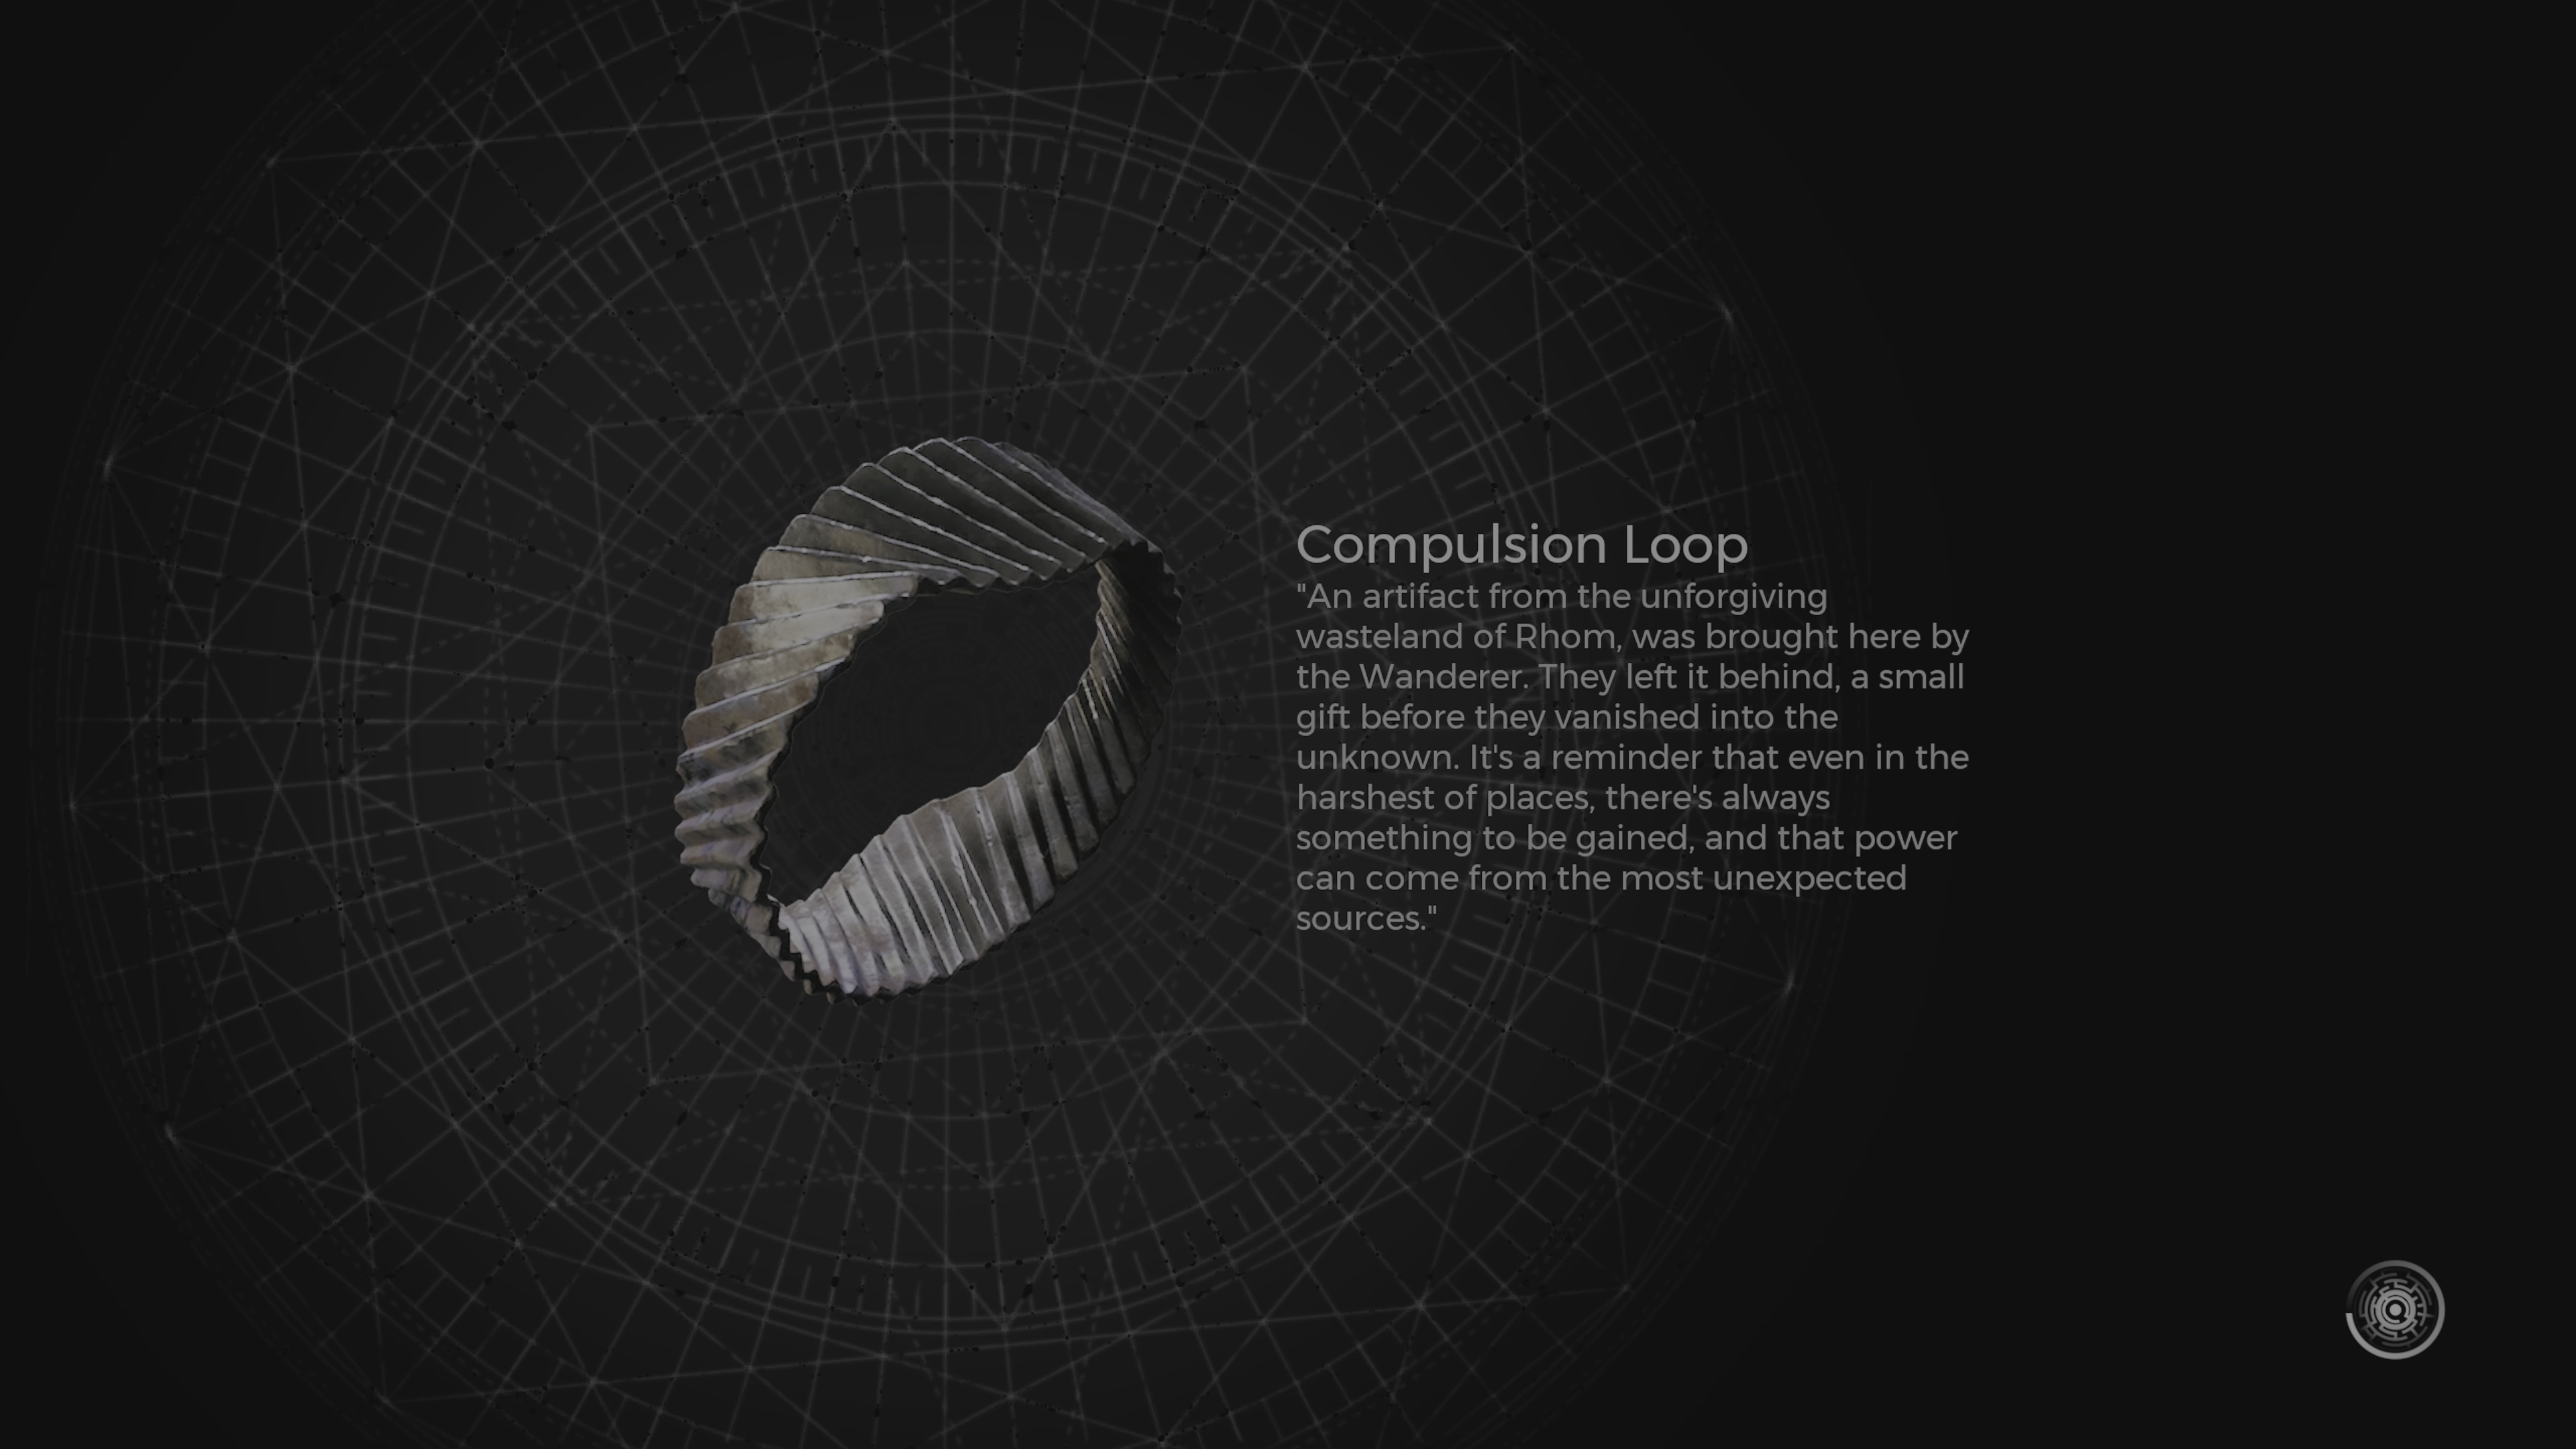 Compulsion Loop
"An artifact from the unforgiving
wasteland of Rhom, was brought here by
the Wanderer. They left it behind, a small
gift before they vanished into the
unknown. It's a reminder that even in the
harshest of places, there's always
something to be gained, and that power
can come from the most unexpected
sources."